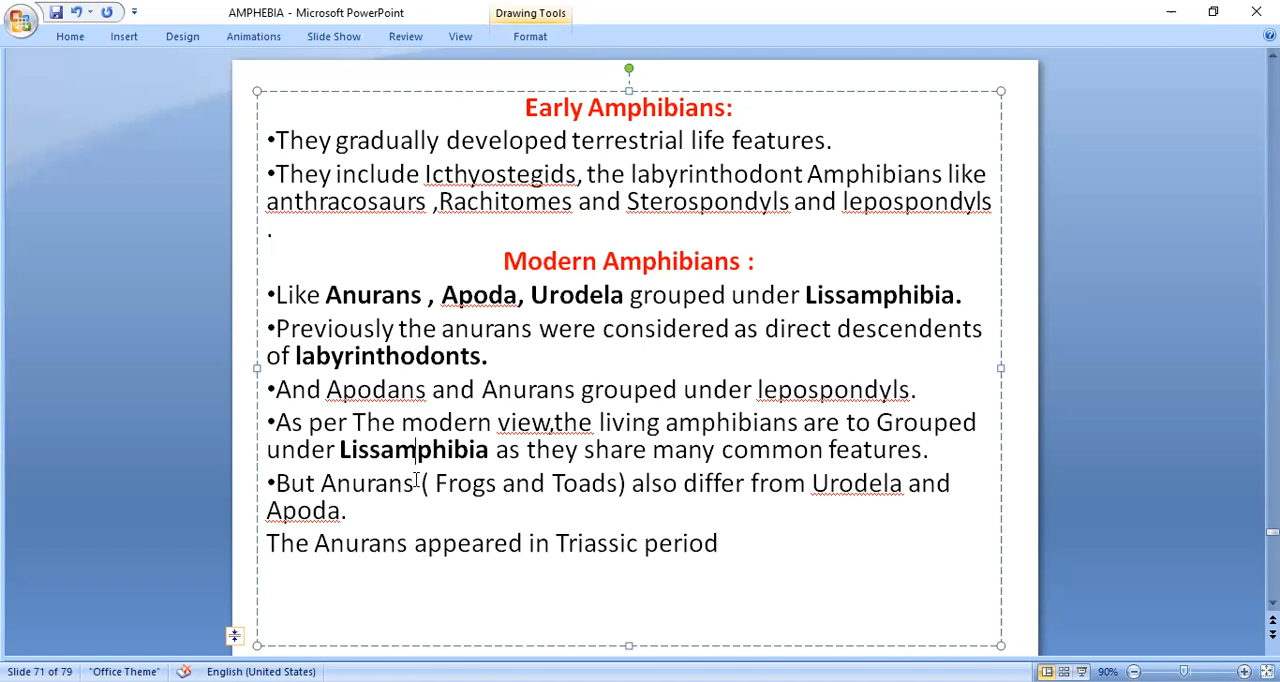 AMPHEBIA - Microsoft PowerPoint
Drawing Tools
Home Insert Design Animations Slide Show Review View Format
Early Amphibians:
•They gradually developed terrestrial life features.
•They include Icthyostegids, the labyrinthodont Amphibians like
anthracosaurs ,Rachitomes and Sterospondyls and lepospondyls
.
Modern Amphibians :
•Like Anurans , Apoda, Urodela grouped under Lissamphibia.
•Previously the anurans were considered as direct descendents
of labyrinthodonts.
•And Apodans and Anurans grouped under lepospondyls.
•As per The modern view,the living amphibians are to Grouped
under Lissamphibia as they share many common features.
•But Anurans ( Frogs and Toads) also differ from Urodela and
Apoda.
The Anurans appeared in Triassic period
Slide 71 of 79 "Office Theme" English (United States) 90%